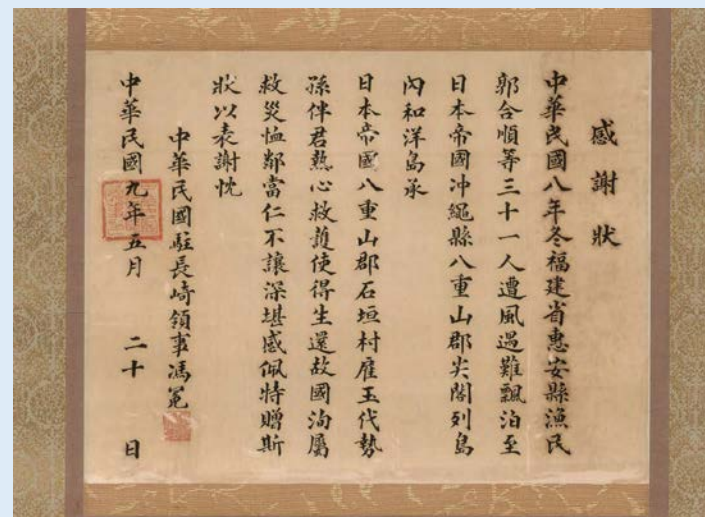 感謝狀
中華民國八年冬福建省惠安縣漁民
郭合順等三十一人遭風遇難飄泊至
日本帝國冲繩縣八重山郡尖閣列島
內和洋島承
日本帝國八重山郡石垣村雇玉代勢
孫伴君熱心救護使得生還故國洵屬
救災恤鄰當仁不讓深堪感佩特贈斯
狀以表謝忱
中華民國駐長崎領事馮冕
中華民國九年五月二十日